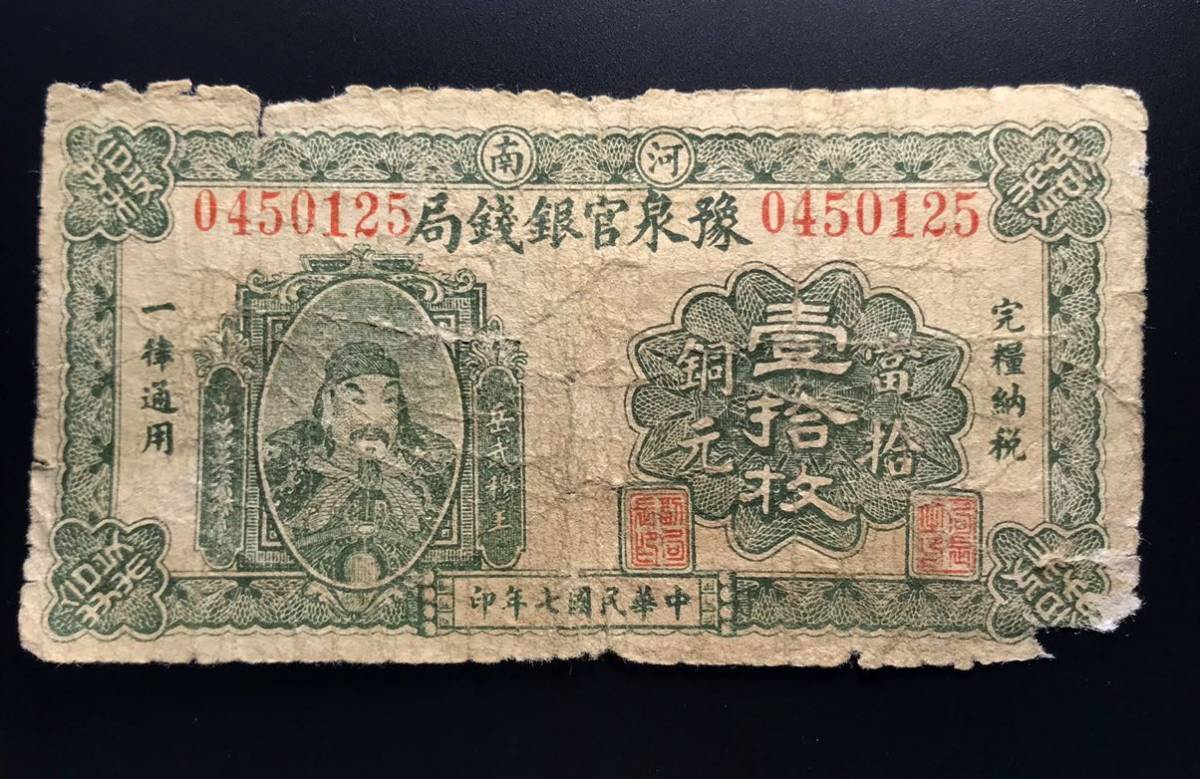 河南
0450125
豫泉官銀錢局
0450125
完糧納税
當拾
壹拾枚
銅元
岳武穆王
一律通用
中華民國七年印